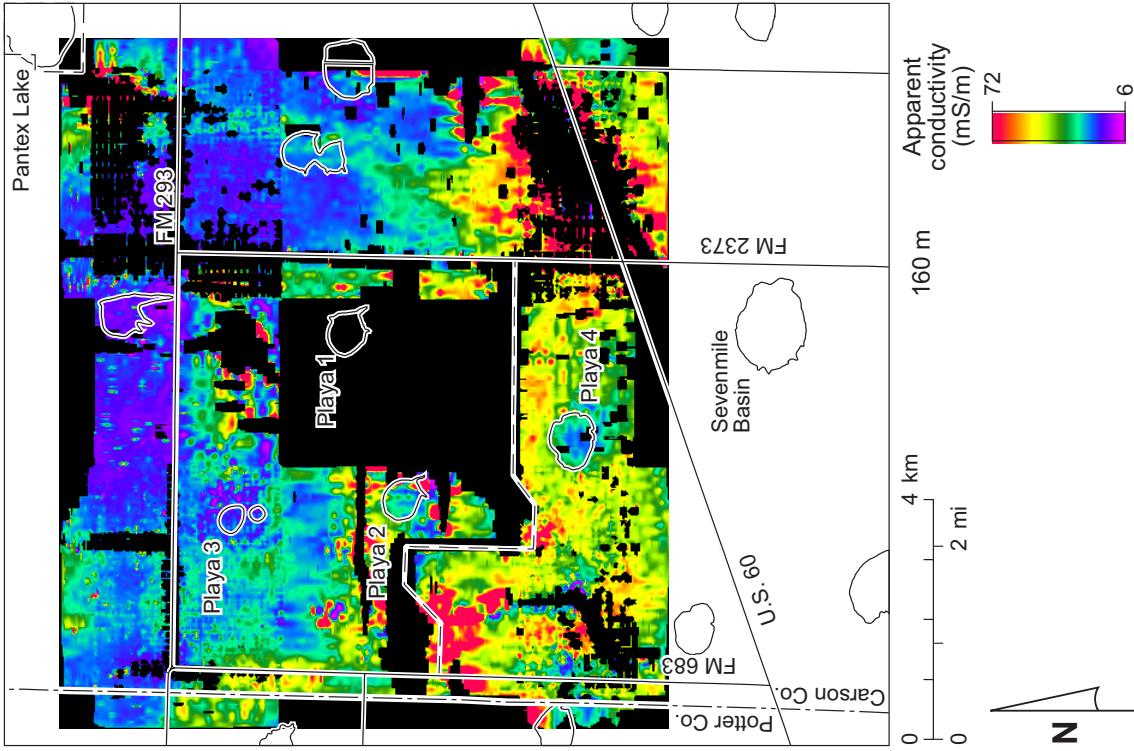 Pantex Lake
FM 293
Playa 3
Playa 1
Playa 2
Playa 4
FM 2373
FM 683
U.S. 60
Sevenmile
Basin
Potter Co.
Carson Co.
N
0 4 km
0 2 mi
160 m
Apparent
conductivity
(mS/m)
72
6